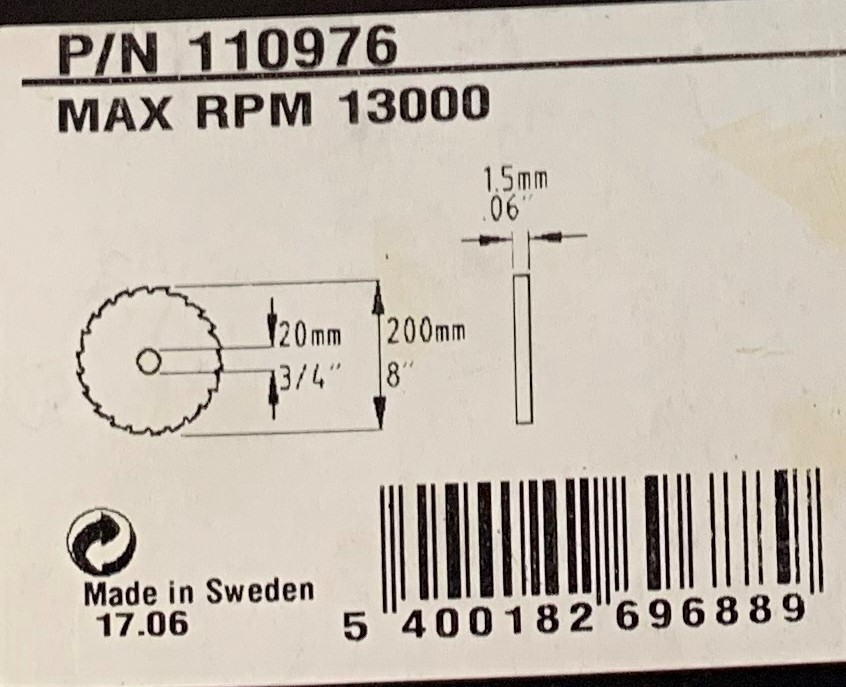 P/N 110976
MAX RPM 13000
1.5mm
.06"
20mm
3/4"
200mm
8"
Made in Sweden
17.06
5 400182 696889